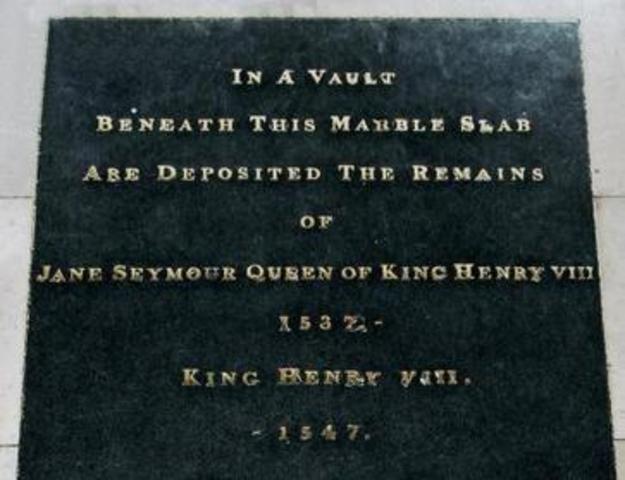 IN A VAULT
BENEATH THIS MARBLE SLAB
ARE DEPOSITED THE REMAINS
OF
JANE SEYMOUR QUEEN OF KING HENRY VIII
1537.-
KING HENRY VIII.
- 1547.